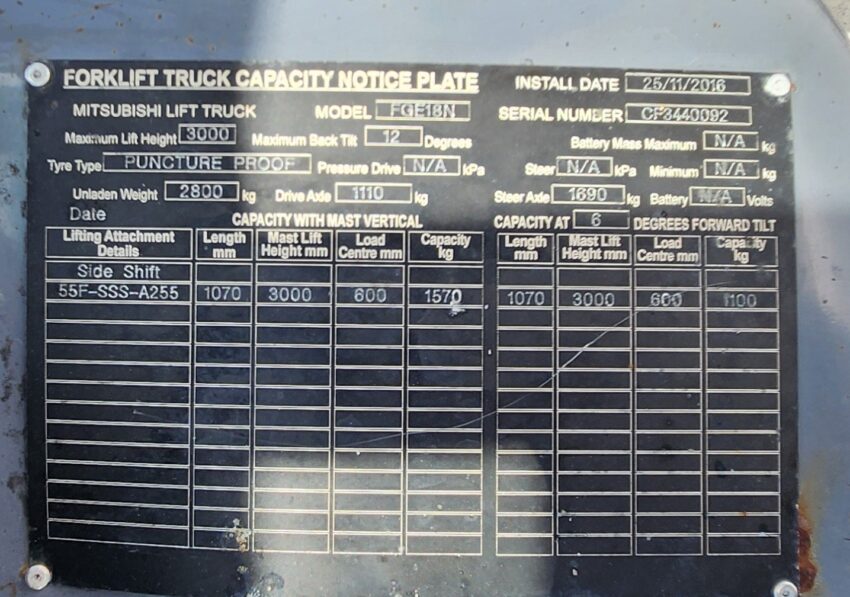 FORKLIFT TRUCK CAPACITY NOTICE PLATE INSTALL DATE 25/11/2016
MITSUBISHI LIFT TRUCK MODEL FGE18N SERIAL NUMBER CF3440092
Maximum Lift Height 3000 Maximum Back Tilt 12 Degrees Battery Mass Maximum N/A kg
Tyre Type PUNCTURE PROOF Pressure Drive N/A kPa Steer N/A kPa Minimum N/A kg
Unladen Weight 2800 kg Drive Axle 1110 kg Steer Axle 1690 kg Battery N/A Volts
Date CAPACITY WITH MAST VERTICAL CAPACITY AT 6 DEGREES FORWARD TILT
Lifting Attachment Length Mast Lift Load Capacity Length Mast Lift Load Capacity
Details mm Height mm Centre mm kg mm Height mm Centre mm kg
Side Shift
55F-SSS-A255 1070 3000 600 1570 1070 3000 600 1100